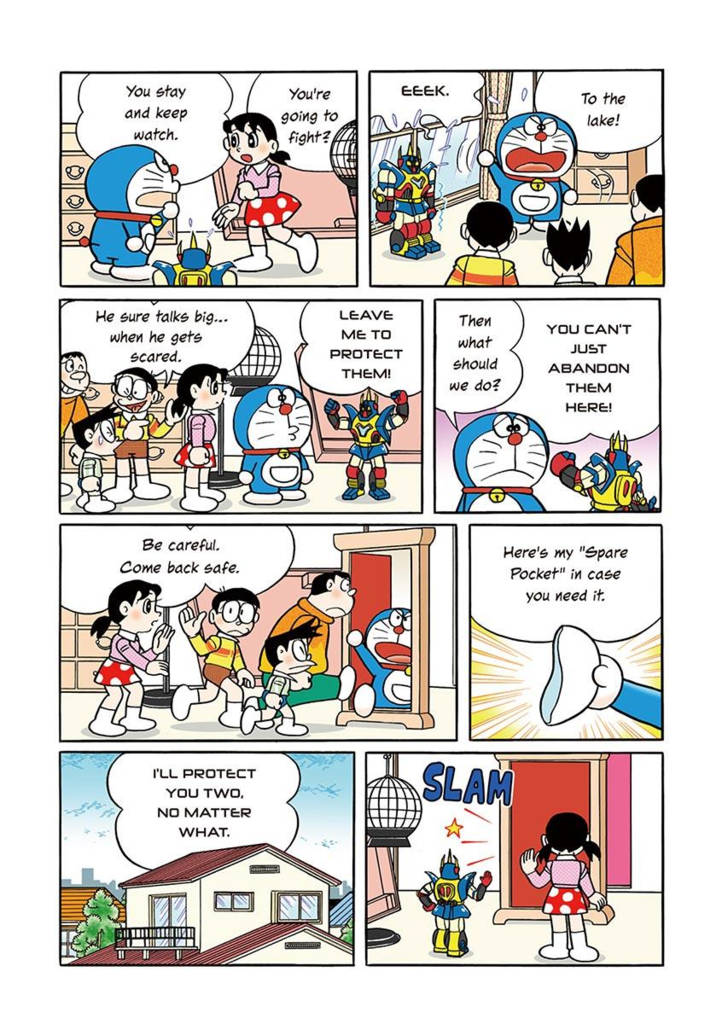 To the
lake!
EEEK.
You're
going to
fight?
You stay
and keep
watch.
YOU CAN'T
JUST
ABANDON
THEM
HERE!
Then
what
should
we do?
LEAVE
ME TO
PROTECT
THEM!
He sure talks big...
when he gets
scared.
Here's my "Spare
Pocket" in case
you need it.
Be careful.
Come back safe.
SLAM
I'LL PROTECT
YOU TWO,
NO MATTER
WHAT.